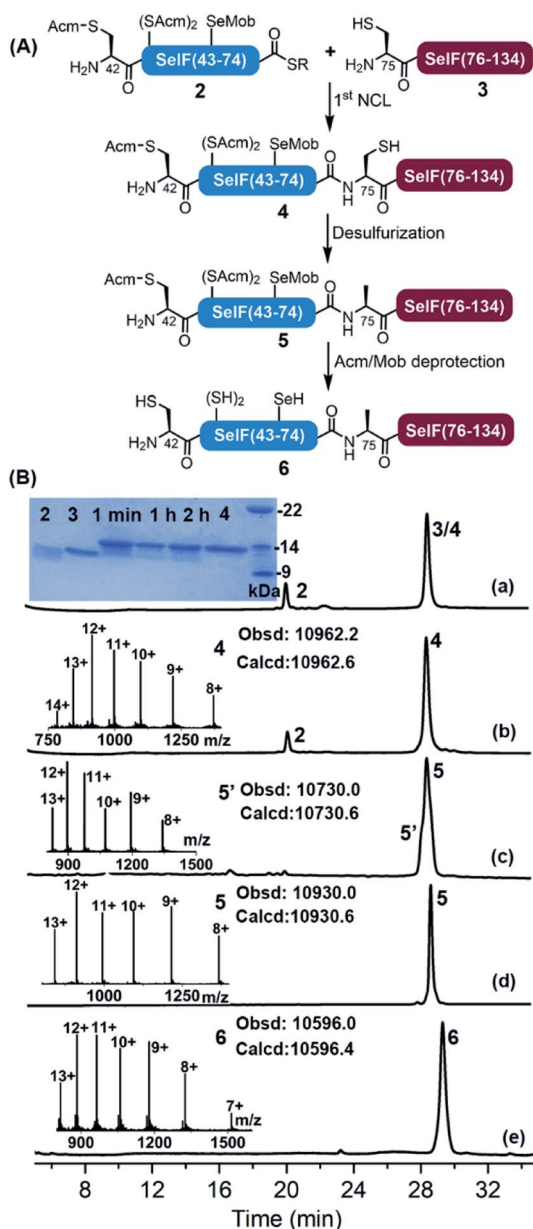 (A)
(SAcm)2
SeMob
Acm
S
O
HS
H2N
42
O
SelF(43-74)
SR
+
H2N
75
O
SelF(76-134)
2
3
1st NCL
(SAcm)2
SeMob
SH
Acm
S
O
H2N
42
O
SelF(43-74)
N
H
75
O
SelF(76-134)
4
Desulfurization
(SAcm)2
SeMob
Acm
S
O
H2N
42
O
SelF(43-74)
N
H
75
O
SelF(76-134)
5
Acm/Mob deprotection
HS
(SH)2
SeH
O
H2N
42
O
SelF(43-74)
N
H
75
O
SelF(76-134)
6
(B)
2 3 1 min 1 h 2 h 4
-22
-14
-9
kDa
2
3/4
(a)
14+ 13+ 12+ 11+ 10+ 9+ 8+
750 1000 1250 m/z
4
Obsd: 10962.2
Calcd:10962.6
2
4
(b)
13+ 12+ 11+ 10+ 9+ 8+
m/z
900 1200 1500
5'
Obsd: 10730.0
Calcd:10730.6
5'
5
(c)
13+ 12+ 11+ 10+ 9+ 8+
1000 1250 m/z
5
Obsd: 10930.0
Calcd:10930.6
5
(d)
13+ 12+ 11+ 10+ 9+ 8+ 7+
m/z
900 1200 1500
6
Obsd: 10596.0
Calcd:10596.4
6
(e)
8 12 16 20 24 28 32
Time (min)